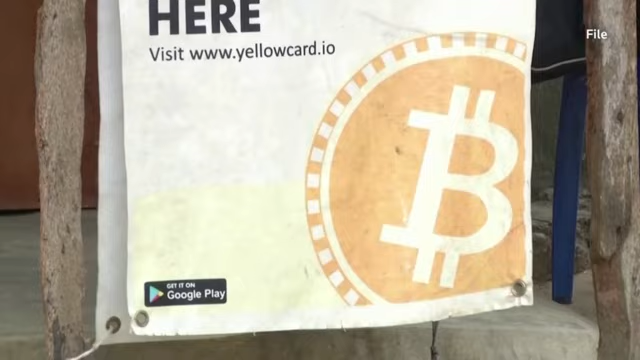 HERE
Visit www.yellowcard.io
File
GET IT ON
Google Play